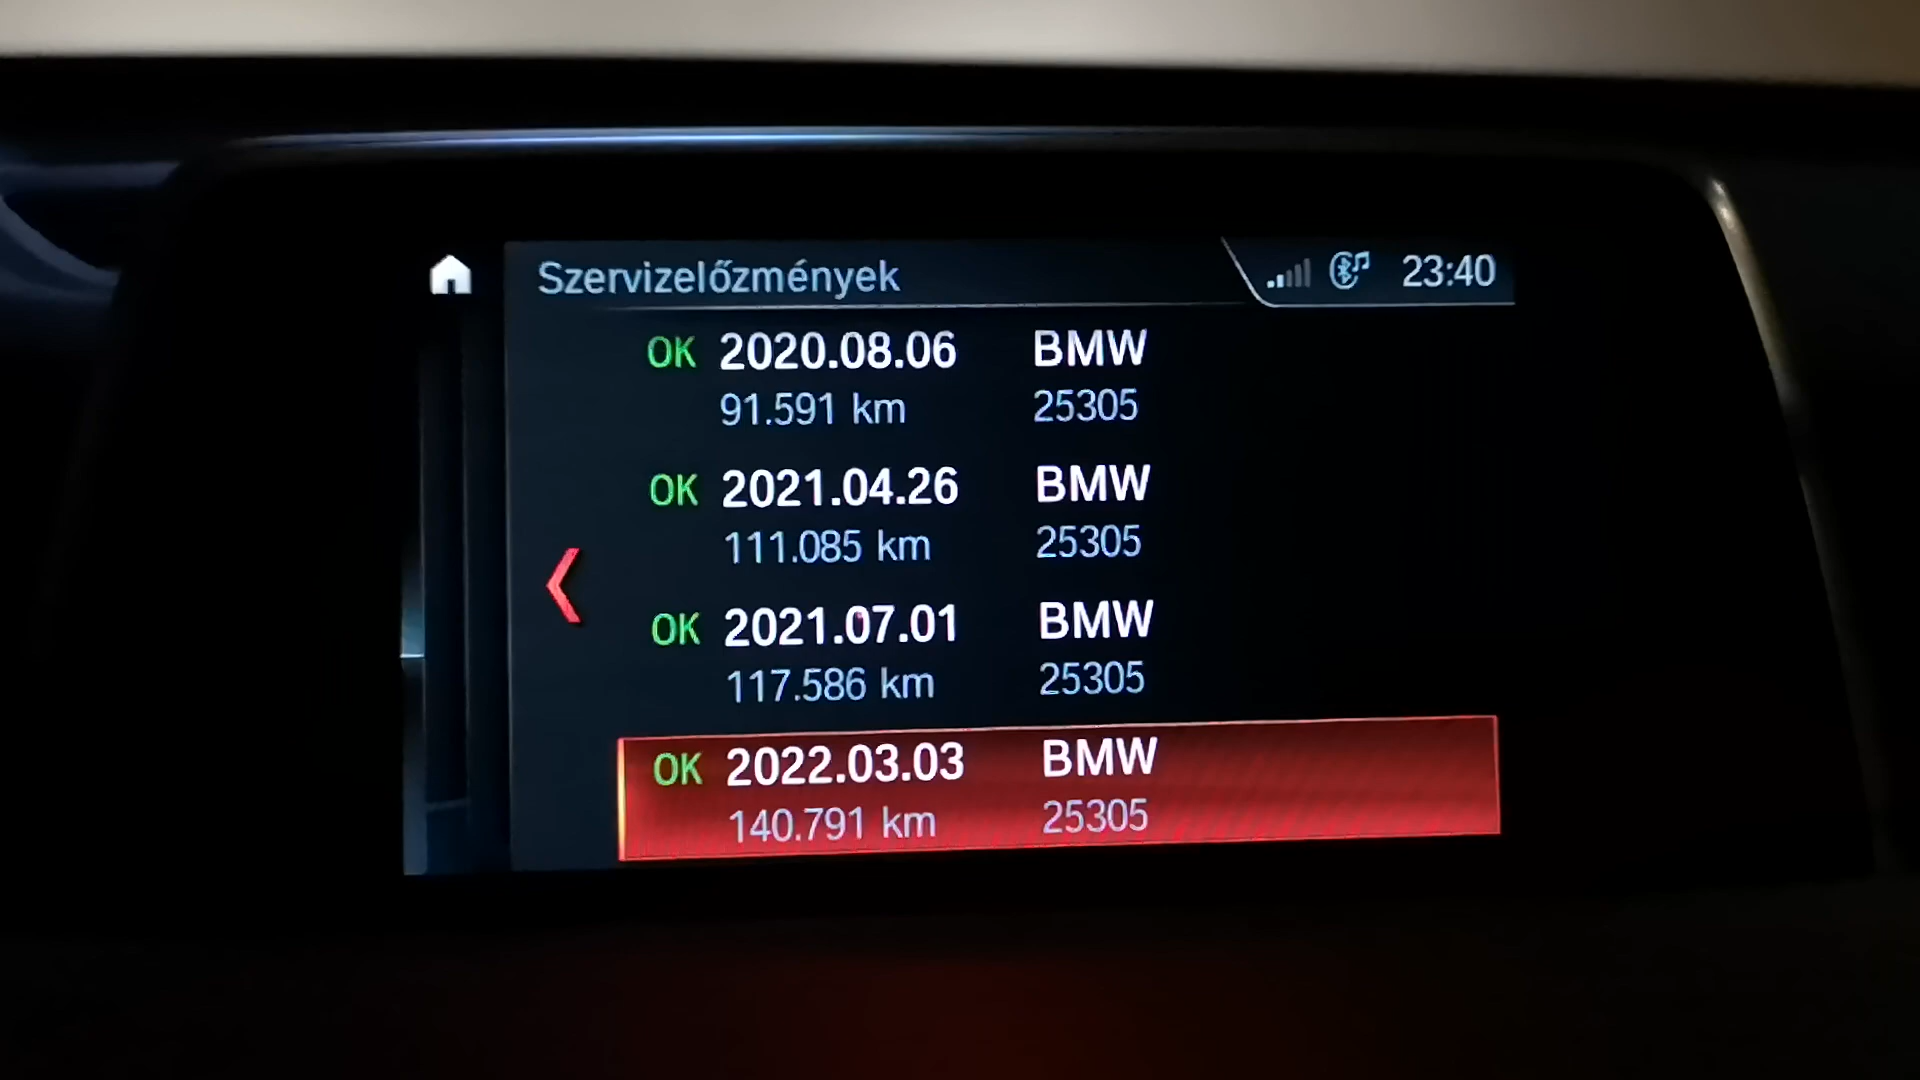 Szervizelőzmények 23:40
OK 2020.08.06 BMW
91.591 km 25305
OK 2021.04.26 BMW
111.085 km 25305
OK 2021.07.01 BMW
117.586 km 25305
OK 2022.03.03 BMW
140.791 km 25305